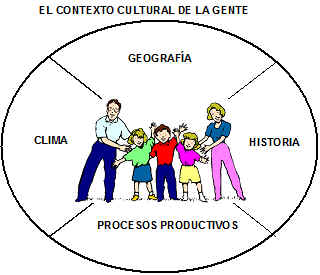 EL CONTEXTO CULTURAL DE LA GENTE
GEOGRAFÍA
CLIMA
HISTORIA
PROCESOS PRODUCTIVOS